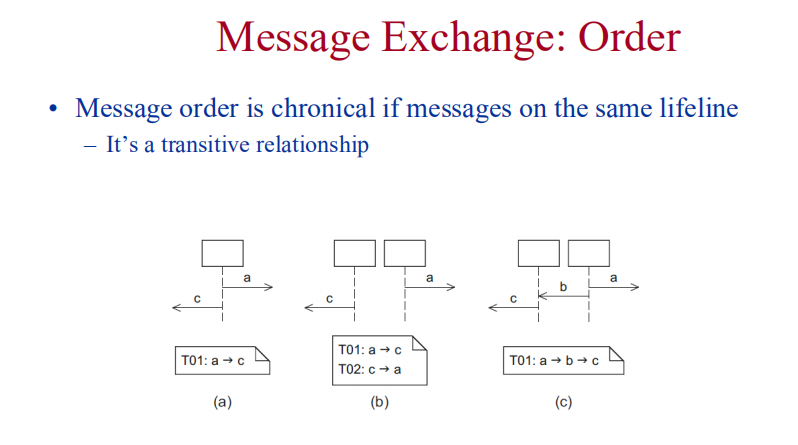 Message Exchange: Order
• Message order is chronical if messages on the same lifeline
– It's a transitive relationship
a
c
T01: a → c
(a)
a
c
T01: a → c
T02: c → a
(b)
a
b
c
T01: a → b → c
(c)